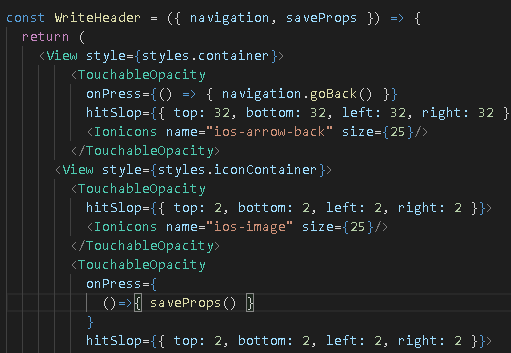 const WriteHeader = ({ navigation, saveProps }) => {
  return (
    <View style={styles.container}>
        <TouchableOpacity
          onPress={() => { navigation.goBack() }}
          hitSlop={{ top: 32, bottom: 32, left: 32, right: 32 }
          <Ionicons name="ios-arrow-back" size={25}/>
        </TouchableOpacity>
      <View style={styles.iconContainer}>
        <TouchableOpacity
          hitSlop={{ top: 2, bottom: 2, left: 2, right: 2 }}>
          <Ionicons name="ios-image" size={25}/>
        </TouchableOpacity>
        <TouchableOpacity
          onPress={
            ()=>{ saveProps() }
          }
          hitSlop={{ top: 2, bottom: 2, left: 2, right: 2 }}>